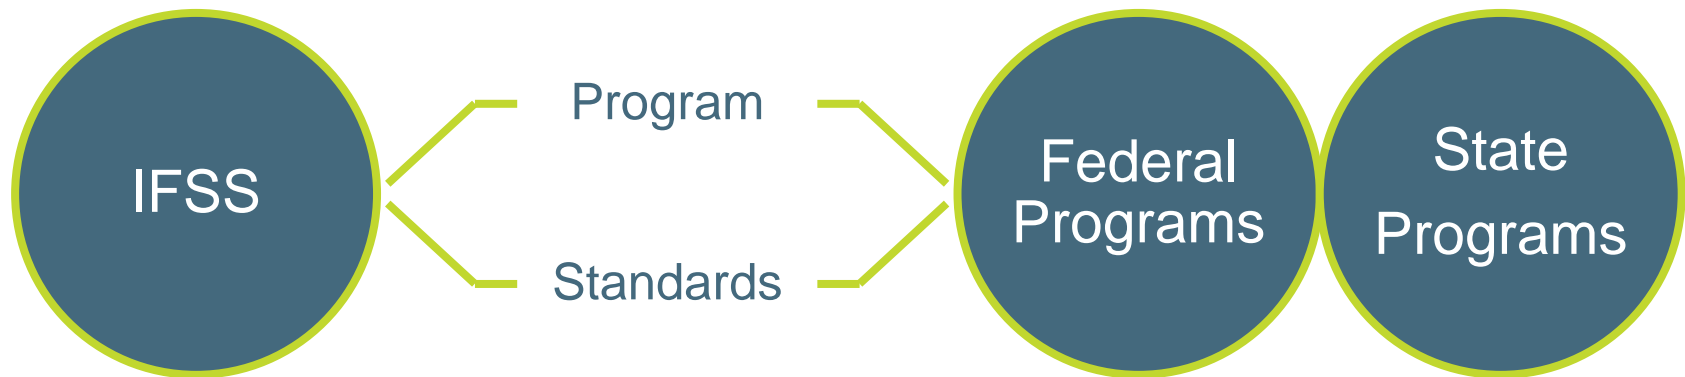 IFSS
Program
Standards
Federal
Programs
State
Programs